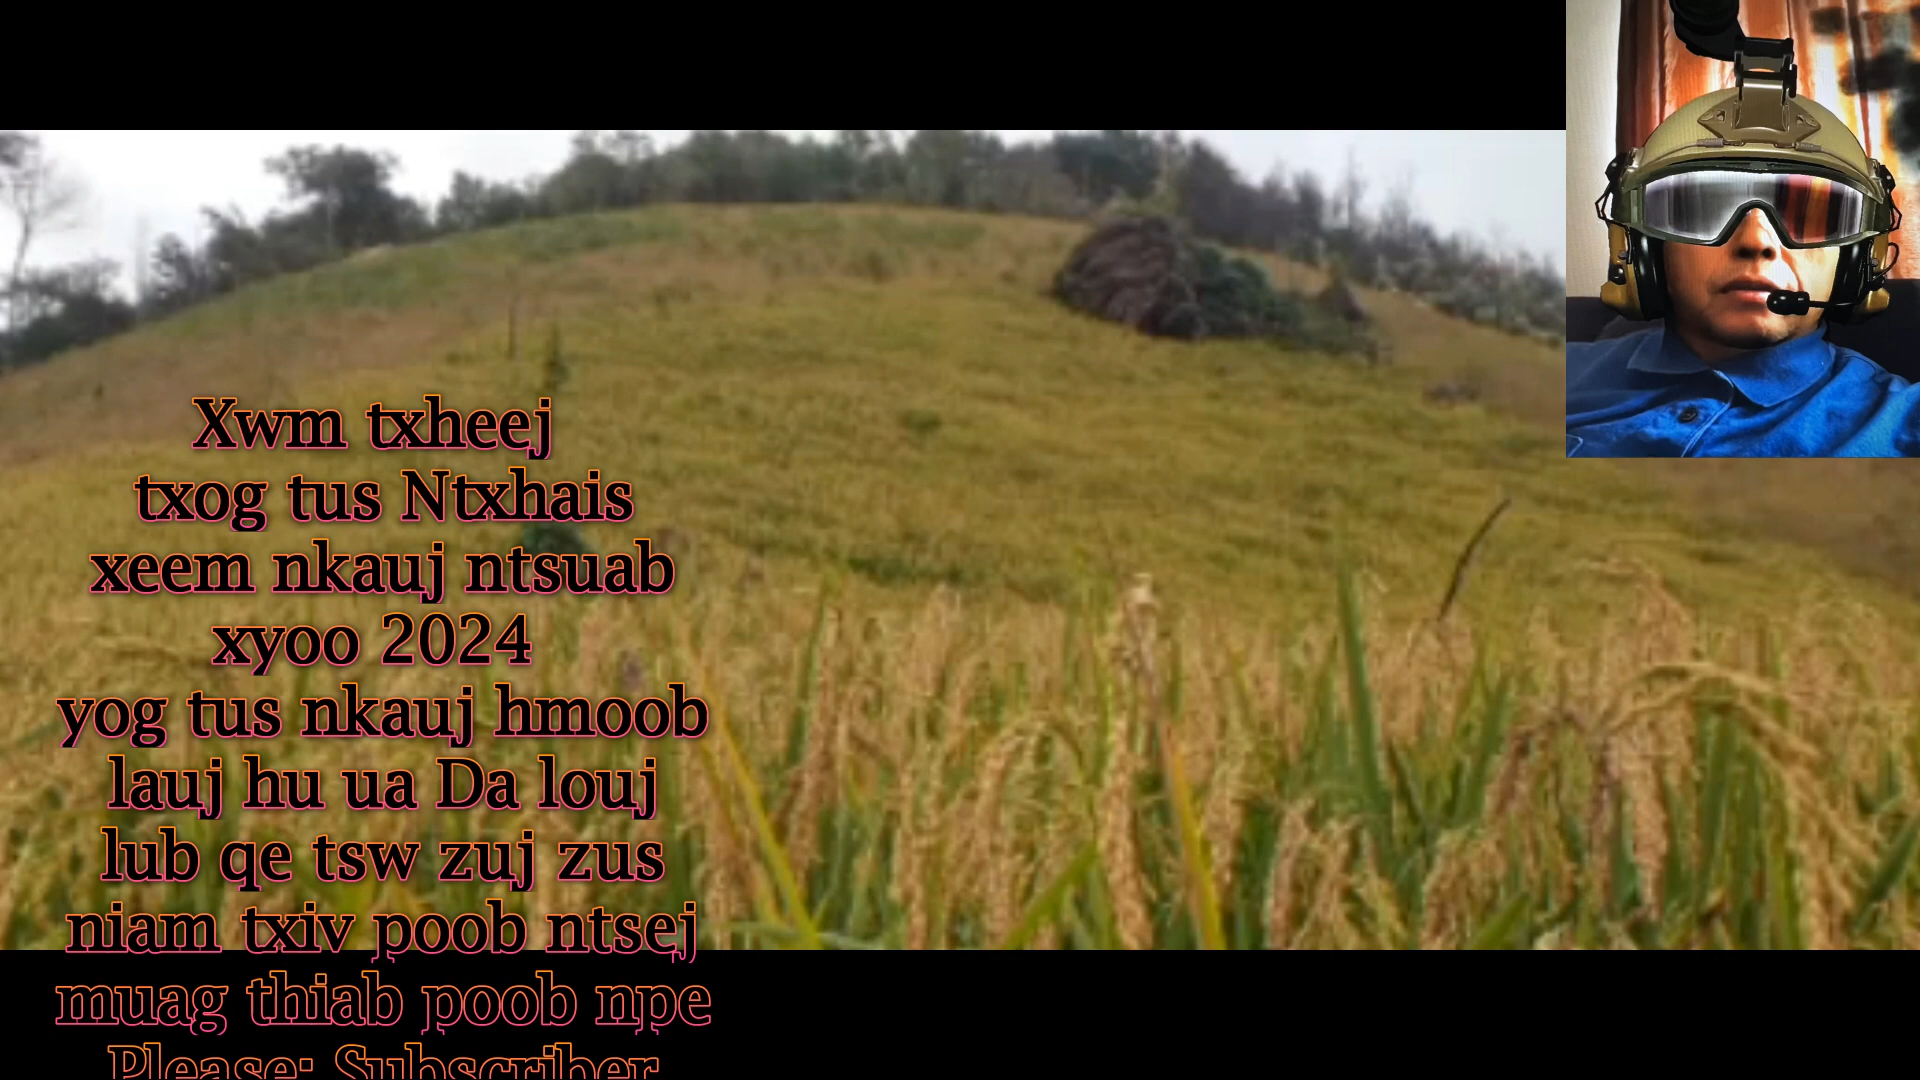 Xwm txheej
txog tus Ntxhais
xeem nkauj ntsuab
xyoo 2024
yog tus nkauj hmoob
lauj hu ua Da louj
lub qe tsw zuj zus
niam txiv poob ntsej
muag thiab poob npe
Please: Subscriber